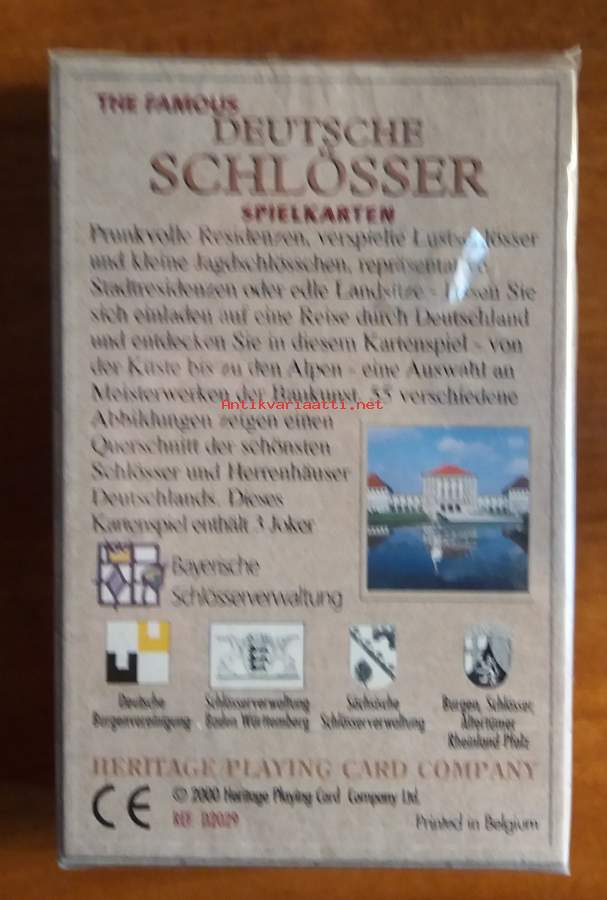 THE FAMOUS
DEUTSCHE
SCHLÖSSER
SPIELKARTEN
Prunkvolle Residenzen, verspielte Lustschlösser
und kleine Jagdschlösschen, repräsentative
Stadtresidenzen oder edle Landsitze - lassen Sie
sich einladen auf eine Reise durch Deutschland
und entdecken Sie in diesem Kartenspiel - von
der Küste bis zu den Alpen - eine Auswahl an
Meisterwerken der Baukunst. 55 verschiedene
Antikvariaatti.net
Abbildungen zeigen einen
Querschnitt der schönsten
Schlösser und Herrenhäuser
Deutschlands. Dieses
Kartenspiel enthält 3 Joker
Bayerische
Schlösserverwaltung
Deutsche
Burgenvereinigung
Schlösserverwaltung
Baden Württemberg
Sächsische
Schlösserverwaltung
Burgen, Schlösser,
Altertümer
Rheinland Pfalz
HERITAGE PLAYING CARD COMPANY
CE
© 2000 Heritage Playing Card Company Ltd.
REF. D2029
Printed in Belgium